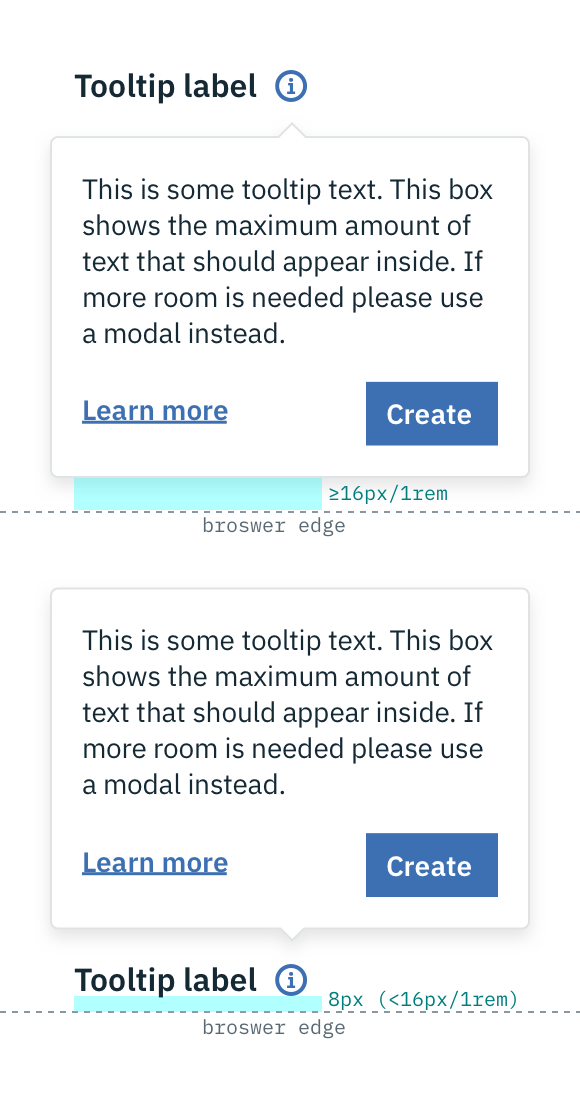 Tooltip label
This is some tooltip text. This box
shows the maximum amount of
text that should appear inside. If
more room is needed please use
a modal instead.
Learn more Create
≥16px/1rem
broswer edge
This is some tooltip text. This box
shows the maximum amount of
text that should appear inside. If
more room is needed please use
a modal instead.
Learn more Create
Tooltip label
8px (<16px/1rem)
broswer edge